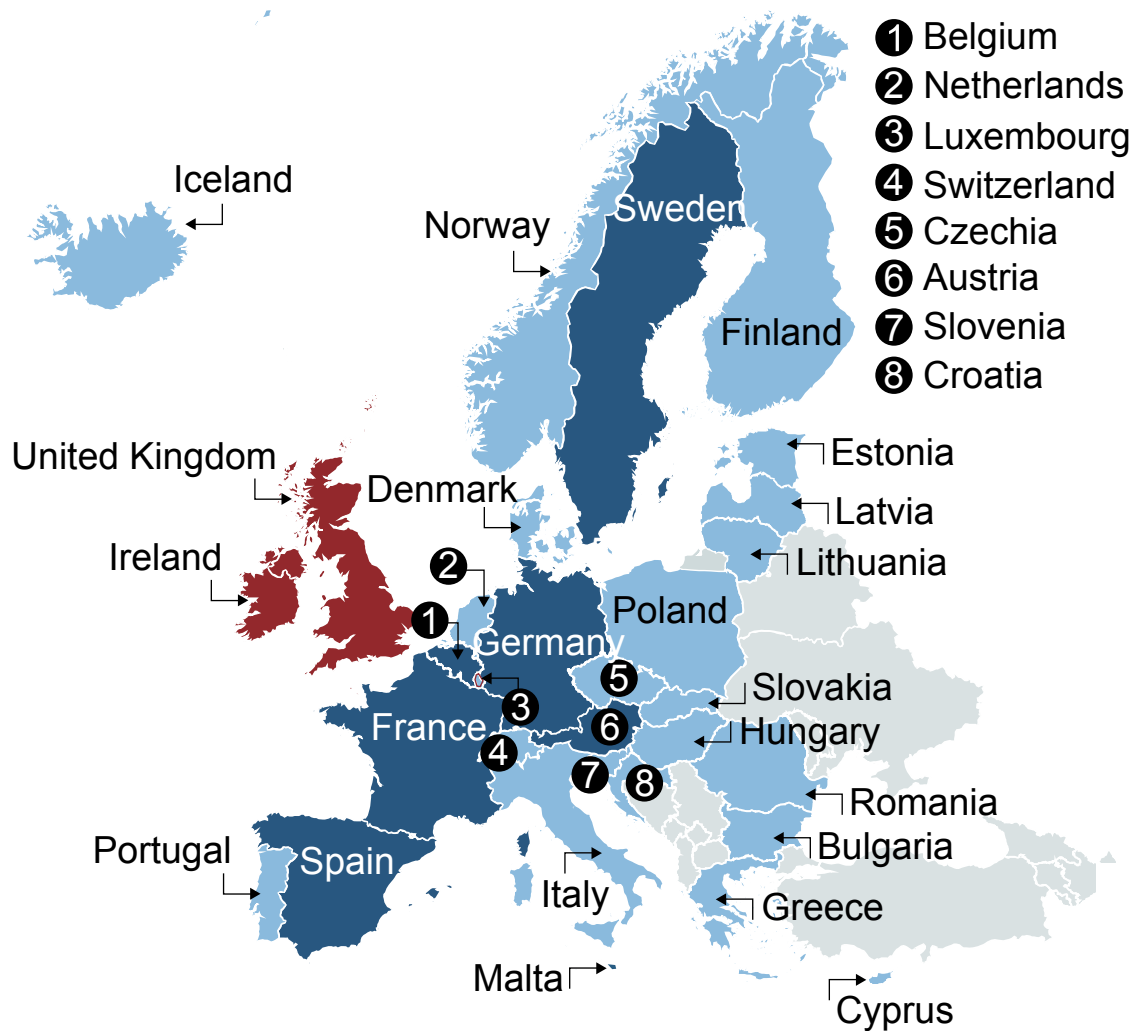 1 Belgium
2 Netherlands
3 Luxembourg
4 Switzerland
5 Czechia
6 Austria
7 Slovenia
8 Croatia
Iceland
Norway
Sweden
Finland
United Kingdom
Denmark
Estonia
Latvia
Ireland
Lithuania
2
1
Poland
Germany
5
Slovakia
3
France
6
Hungary
4
7
8
Romania
Portugal
Spain
Bulgaria
Italy
Greece
Malta
Cyprus